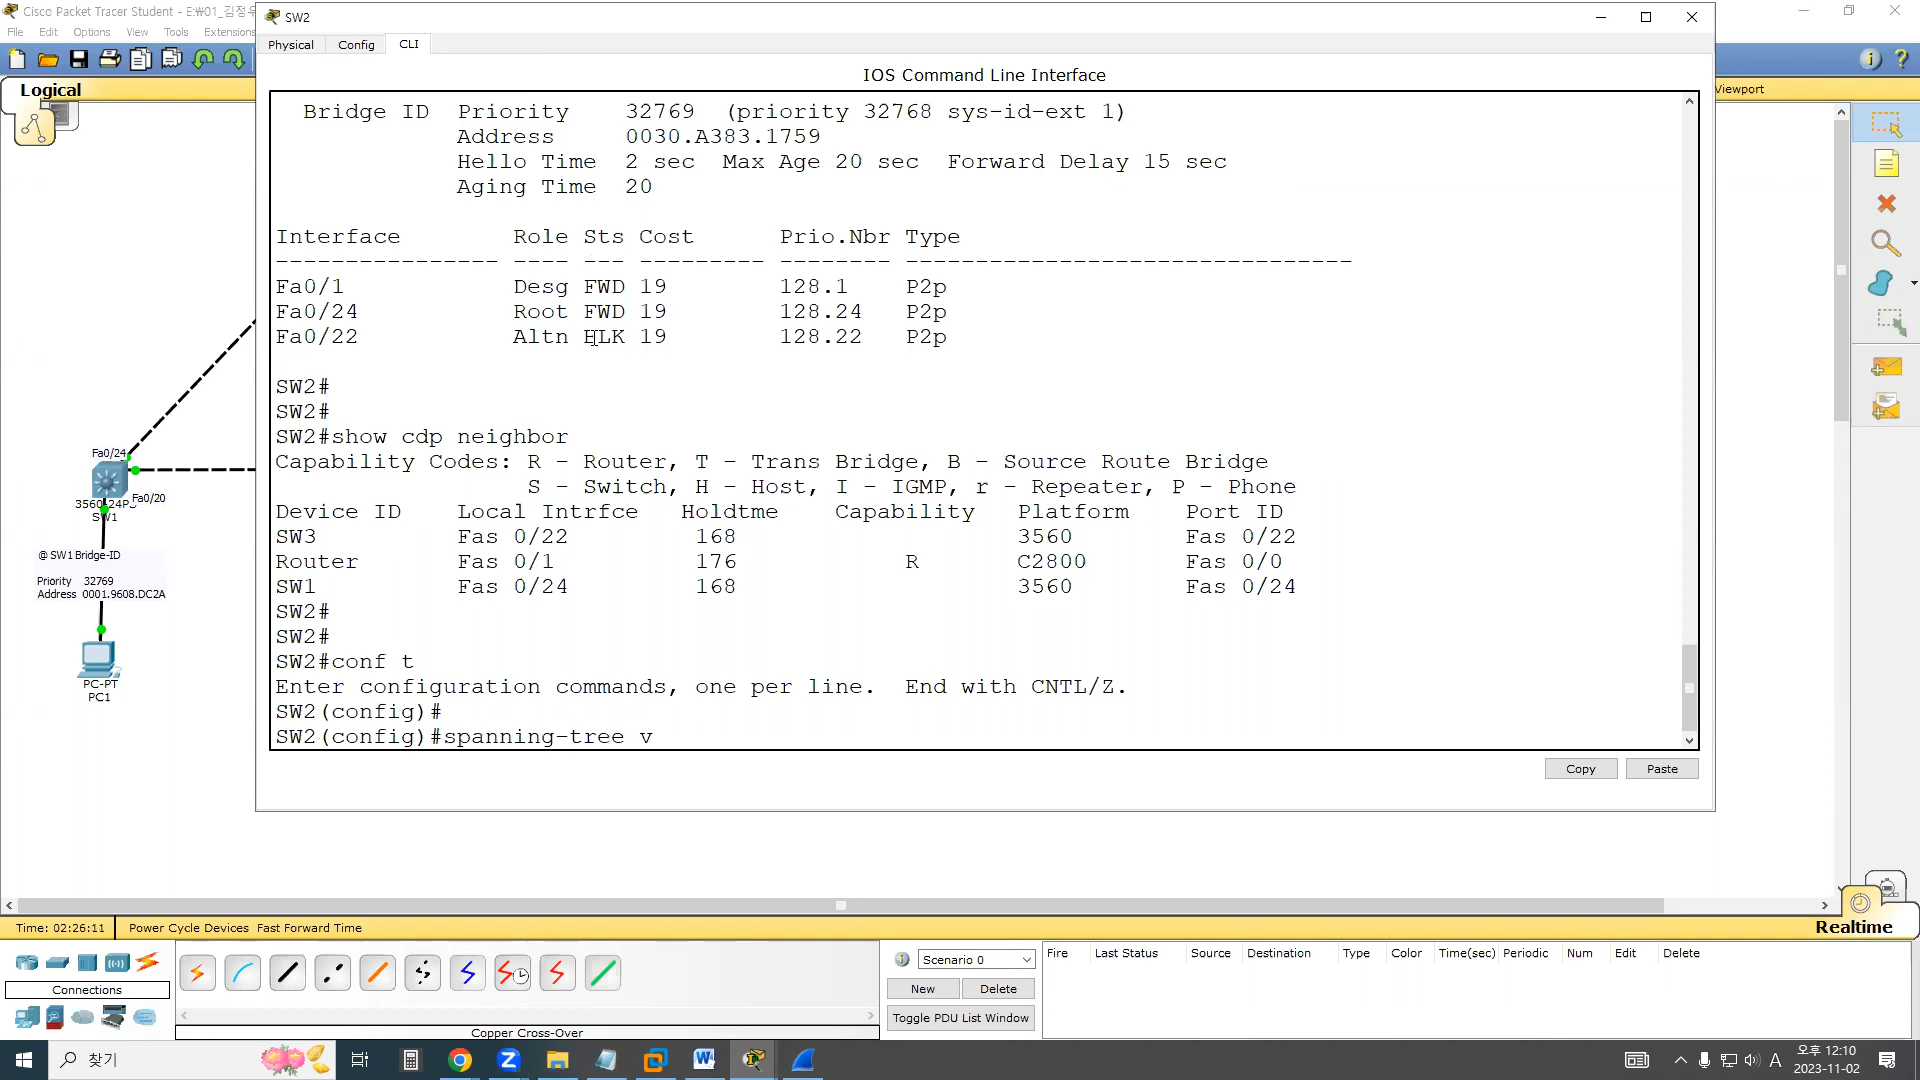 Cisco Packet Tracer Student - E:₩01_김정우
File Edit Options View Tools Extensions
Logical
Viewport
SW2
Physical Config CLI
IOS Command Line Interface
Bridge ID Priority 32769 (priority 32768 sys-id-ext 1)
Address 0030.A383.1759
Hello Time 2 sec Max Age 20 sec Forward Delay 15 sec
Aging Time 20
Interface Role Sts Cost Prio.Nbr Type
---------------- ---- --- --------- -------- --------------------------------
Fa0/1 Desg FWD 19 128.1 P2p
Fa0/24 Root FWD 19 128.24 P2p
Fa0/22 Altn BLK 19 128.22 P2p
SW2#
SW2#
SW2#show cdp neighbor
Capability Codes: R - Router, T - Trans Bridge, B - Source Route Bridge
S - Switch, H - Host, I - IGMP, r - Repeater, P - Phone
Device ID Local Intrfce Holdtme Capability Platform Port ID
SW3 Fas 0/22 168 3560 Fas 0/22
Router Fas 0/1 176 R C2800 Fas 0/0
SW1 Fas 0/24 168 3560 Fas 0/24
SW2#
SW2#
SW2#conf t
Enter configuration commands, one per line. End with CNTL/Z.
SW2(config)#
SW2(config)#spanning-tree v
Copy Paste
Fa0/24
Fa0/20
SW1
@ SW1 Bridge-ID
Priority 32769
Address 0001.9608.DC2A
PC-PT
PC1
Time: 02:26:11 Power Cycle Devices Fast Forward Time
Realtime
Connections
Copper Cross-Over
Scenario 0
New Delete
Toggle PDU List Window
Fire Last Status Source Destination Type Color Time(sec) Periodic Num Edit Delete
찾기
A
오후 12:10
2023-11-02